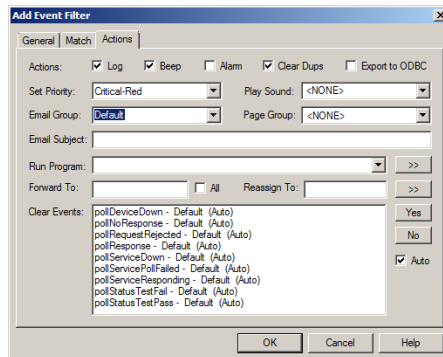 Add Event Filter
General Match Actions
Actions: Log Beep Alarm Clear Dups Export to ODBC
Set Priority: Critical-Red Play Sound: <NONE>
Email Group: Default Page Group: <NONE>
Email Subject:
Run Program: >>
Forward To: All Reassign To: >>
Clear Events: pollDeviceDown - Default (Auto) Yes
pollNoResponse - Default (Auto)
pollRequestRejected - Default (Auto) No
pollResponse - Default (Auto)
pollServiceDown - Default (Auto) Auto
pollServicePollFailed - Default (Auto)
pollServiceResponding - Default (Auto)
pollStatusTestFail - Default (Auto)
pollStatusTestPass - Default (Auto)
OK Cancel Help